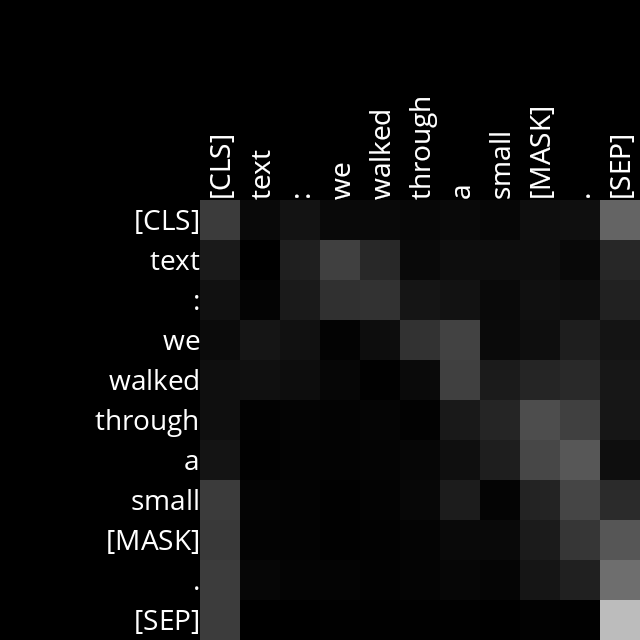 [CLS] text : we walked through a small [MASK] . [SEP]
[CLS]
text
:
we
walked
through
a
small
[MASK]
.
[SEP]